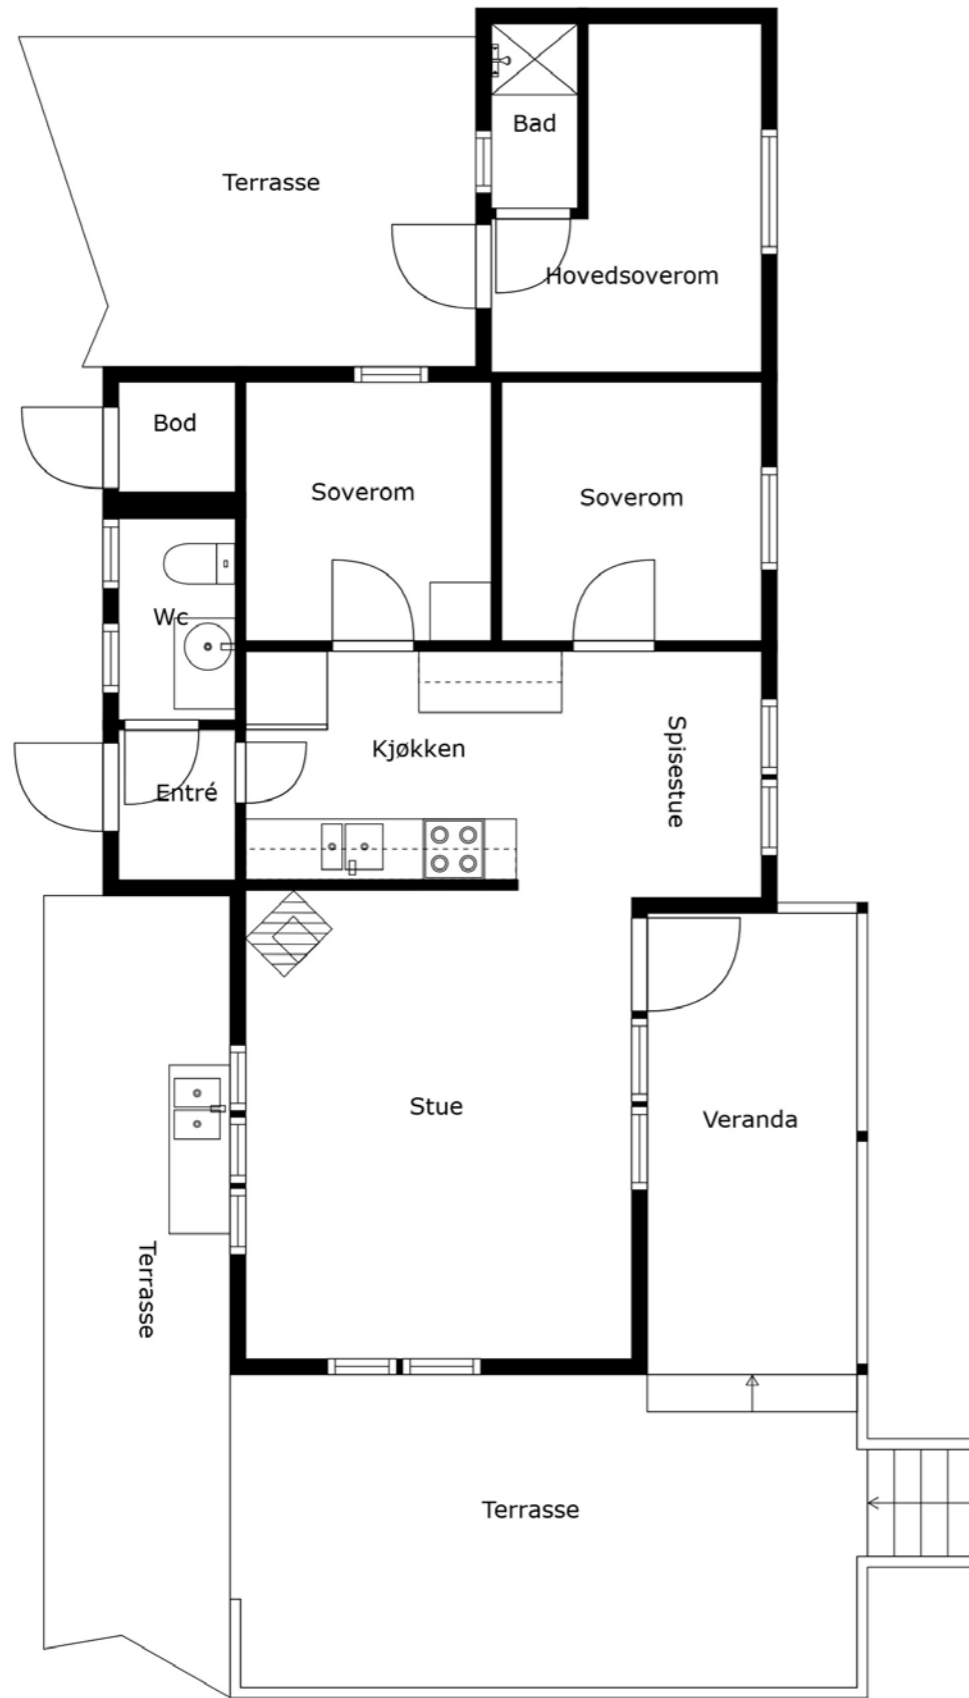 Bad
Terrasse
Hovedsoverom
Bod
Soverom
Soverom
Wc
Spisestue
Kjøkken
Entré
Stue
Veranda
Terrasse
Terrasse